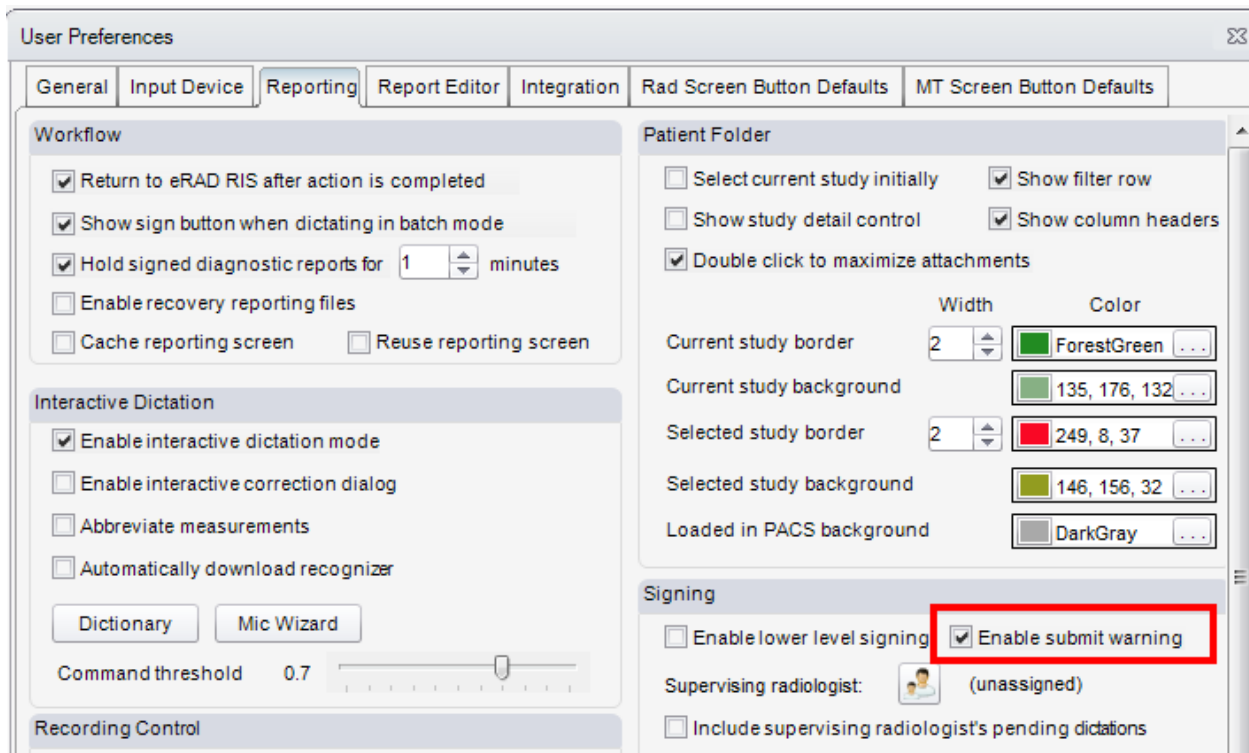 User Preferences
General Input Device Reporting Report Editor Integration Rad Screen Button Defaults MT Screen Button Defaults
Workflow
Return to eRAD RIS after action is completed
Show sign button when dictating in batch mode
Hold signed diagnostic reports for 1 minutes
Enable recovery reporting files
Cache reporting screen Reuse reporting screen
Interactive Dictation
Enable interactive dictation mode
Enable interactive correction dialog
Abbreviate measurements
Automatically download recognizer
Dictionary Mic Wizard
Command threshold 0.7
Recording Control
Patient Folder
Select current study initially Show filter row
Show study detail control Show column headers
Double click to maximize attachments
Width Color
Current study border 2 ForestGreen ...
Current study background 135, 176, 132 ...
Selected study border 2 249, 8, 37 ...
Selected study background 146, 156, 32 ...
Loaded in PACS background DarkGray ...
Signing
Enable lower level signing Enable submit warning
Supervising radiologist: (unassigned)
Include supervising radiologist's pending dictations